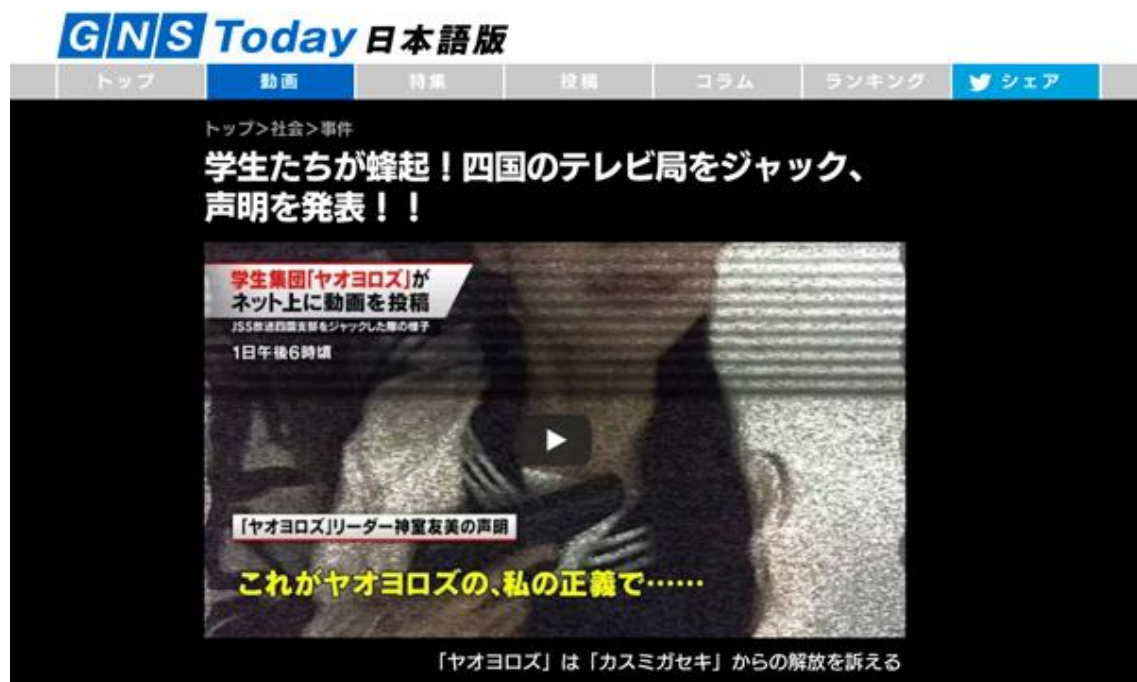 GNS Today 日本語版
トップ 動画 特集 投稿 コラム ランキング シェア
トップ>社会>事件
学生たちが蜂起！四国のテレビ局をジャック、
声明を発表！！
学生集団「ヤオヨロズ」が
ネット上に動画を投稿
JSS放送四国支部をジャックした際の様子
1日午後6時頃
「ヤオヨロズ」リーダー神室友美の声明
これがヤオヨロズの、私の正義で……
「ヤオヨロズ」は「カスミガセキ」からの解放を訴える